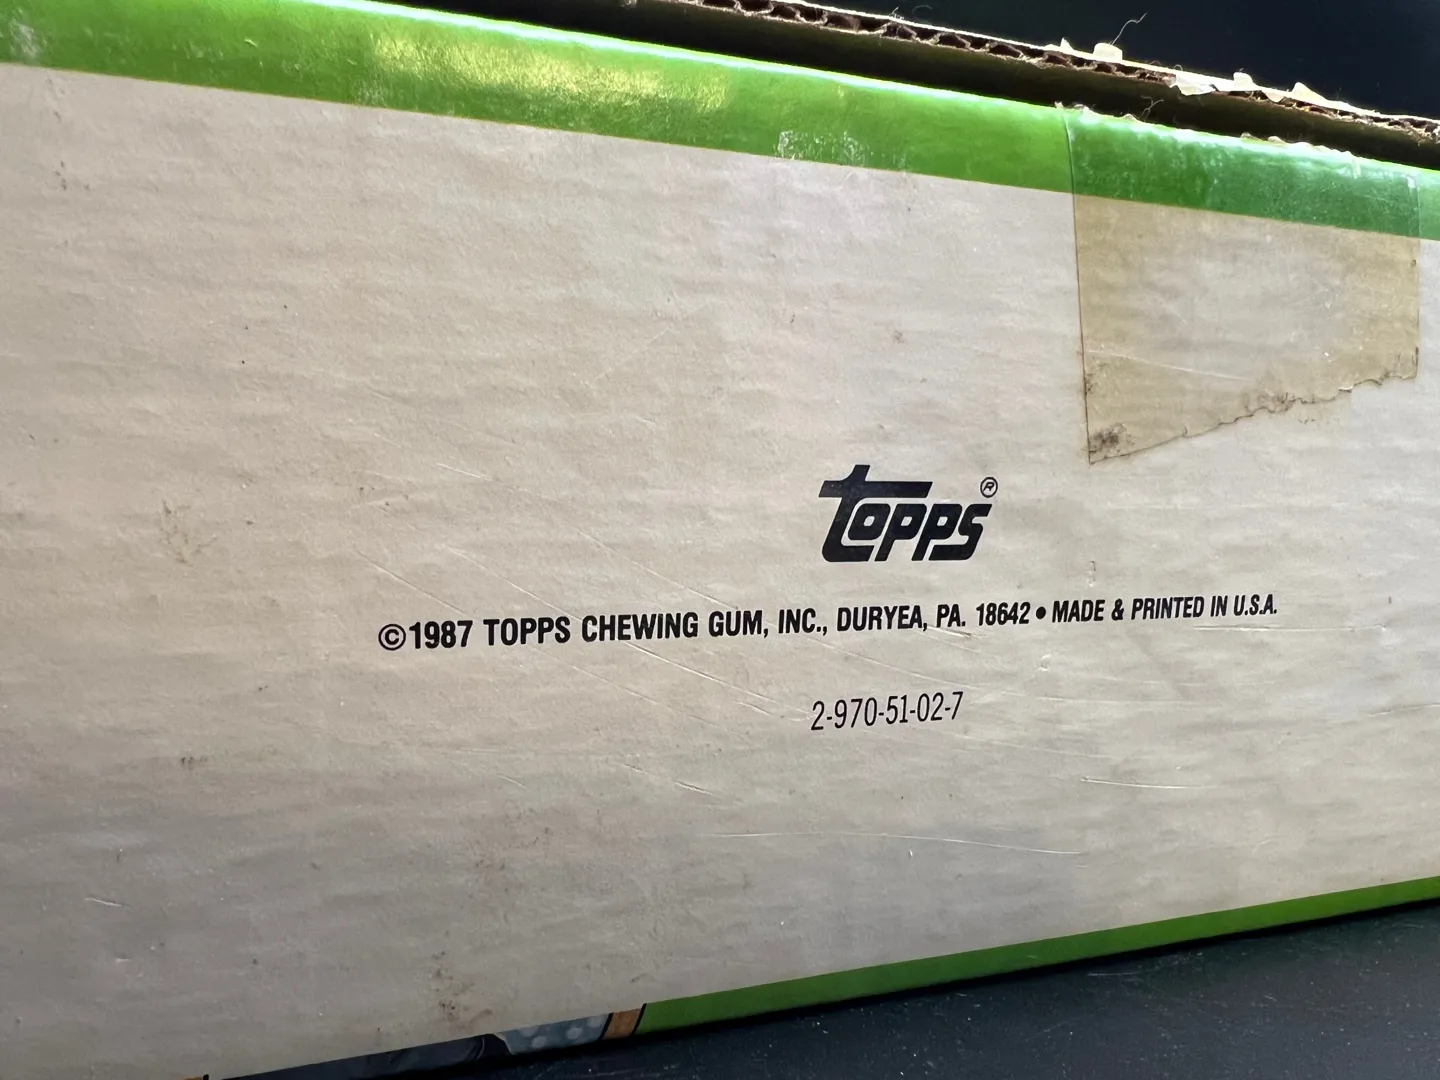 Topps®
©1987 TOPPS CHEWING GUM, INC., DURYEA, PA. 18642 • MADE & PRINTED IN U.S.A.
2-970-51-02-7